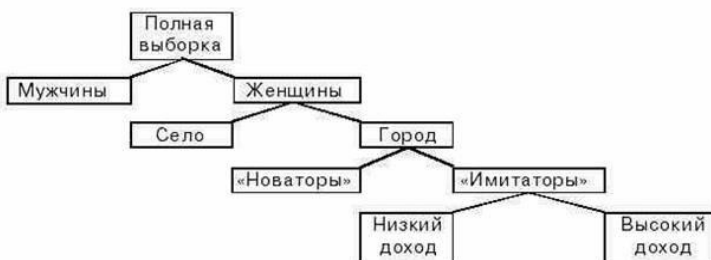 Полная
выборка
Мужчины
Женщины
Село
Город
«Новаторы»
«Имитаторы»
Низкий
доход
Высокий
доход